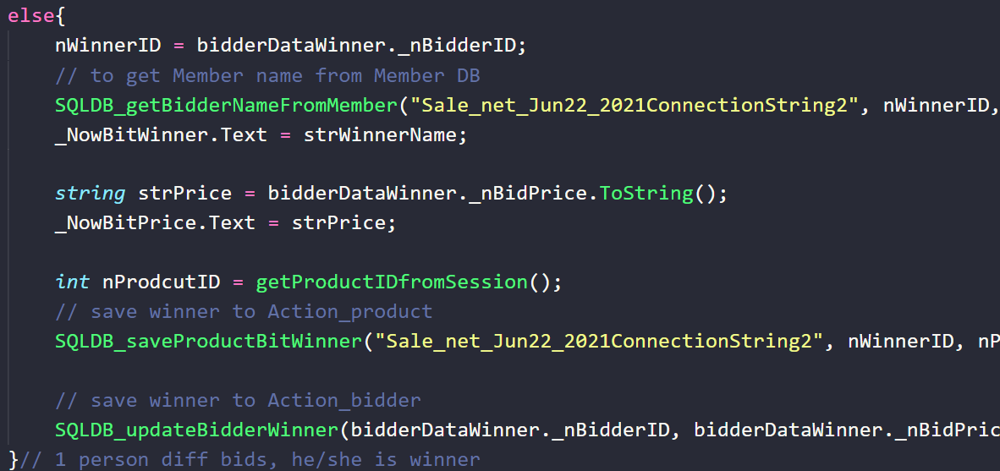 else{
nWinnerID = bidderDataWinner._nBidderID;
// to get Member name from Member DB
SQLDB_getBidderNameFromMember("Sale_net_Jun22_2021ConnectionString2", nWinnerID,
_NowBitWinner.Text = strWinnerName;
string strPrice = bidderDataWinner._nBidPrice.ToString();
_NowBitPrice.Text = strPrice;
int nProdcutID = getProductIDfromSession();
// save winner to Action_product
SQLDB_saveProductBitWinner("Sale_net_Jun22_2021ConnectionString2", nWinnerID, nP
// save winner to Action_bidder
SQLDB_updateBidderWinner(bidderDataWinner._nBidderID, bidderDataWinner._nBidPric
}// 1 person diff bids, he/she is winner